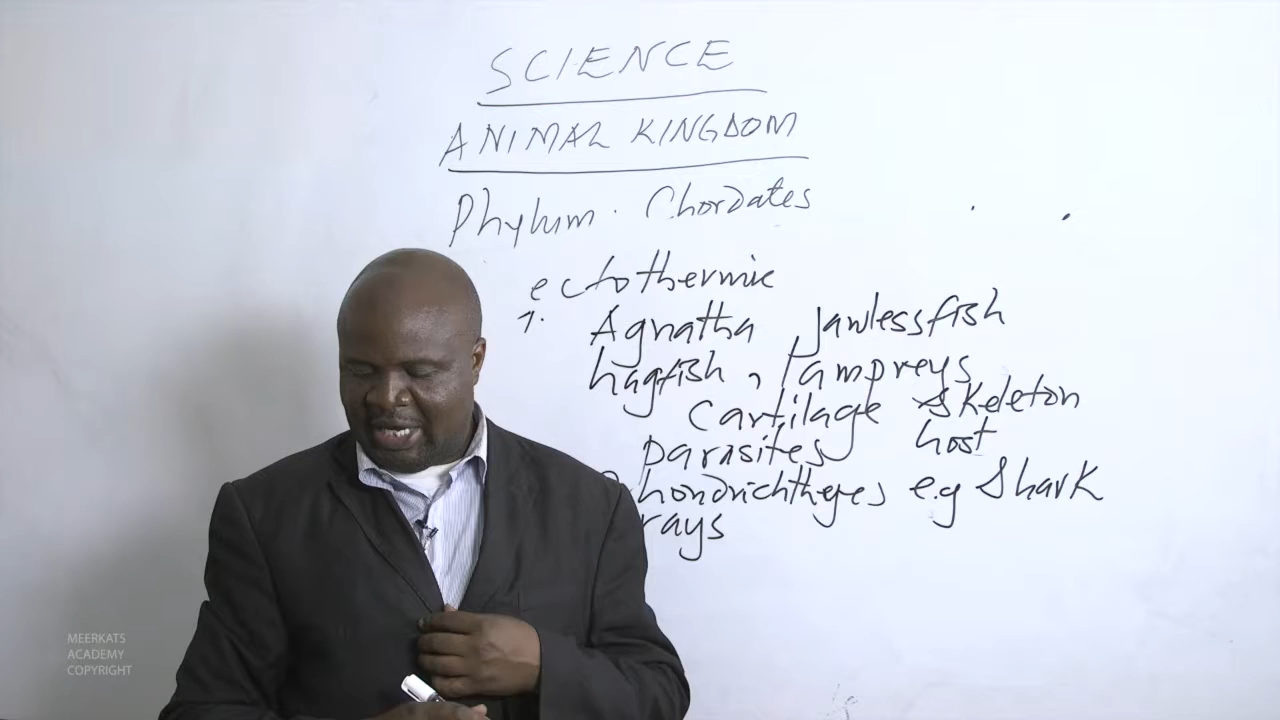 SCIENCE
ANIMAL KINGDOM
Phylum. Chordates
ectothermic
1. Agnatha jawlessfish
hagfish, lampreys
Cartilage skeleton
parasites host
hondrichtheyes e.g Shark
rays
MEERKATS
ACADEMY
COPYRIGHT